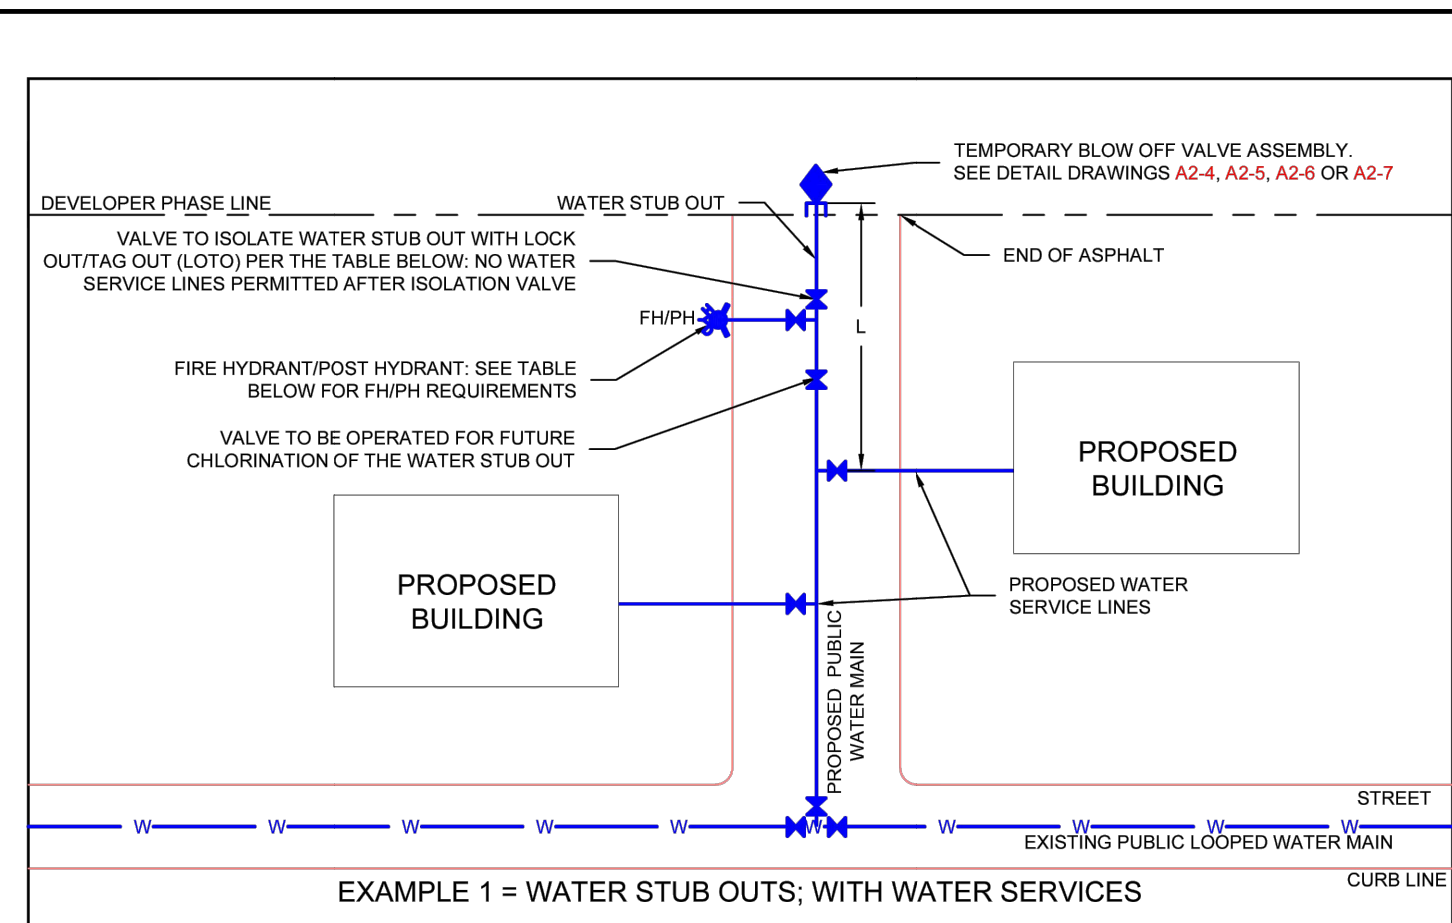 TEMPORARY BLOW OFF VALVE ASSEMBLY.
SEE DETAIL DRAWINGS A2-4, A2-5, A2-6 OR A2-7
DEVELOPER PHASE LINE
WATER STUB OUT
VALVE TO ISOLATE WATER STUB OUT WITH LOCK
OUT/TAG OUT (LOTO) PER THE TABLE BELOW: NO WATER
SERVICE LINES PERMITTED AFTER ISOLATION VALVE
END OF ASPHALT
FH/PH
L
FIRE HYDRANT/POST HYDRANT: SEE TABLE
BELOW FOR FH/PH REQUIREMENTS
VALVE TO BE OPERATED FOR FUTURE
CHLORINATION OF THE WATER STUB OUT
PROPOSED
BUILDING
PROPOSED
BUILDING
PROPOSED WATER
SERVICE LINES
PROPOSED PUBLIC
WATER MAIN
STREET
W W W W W W W W W W
EXISTING PUBLIC LOOPED WATER MAIN
CURB LINE
EXAMPLE 1 = WATER STUB OUTS; WITH WATER SERVICES